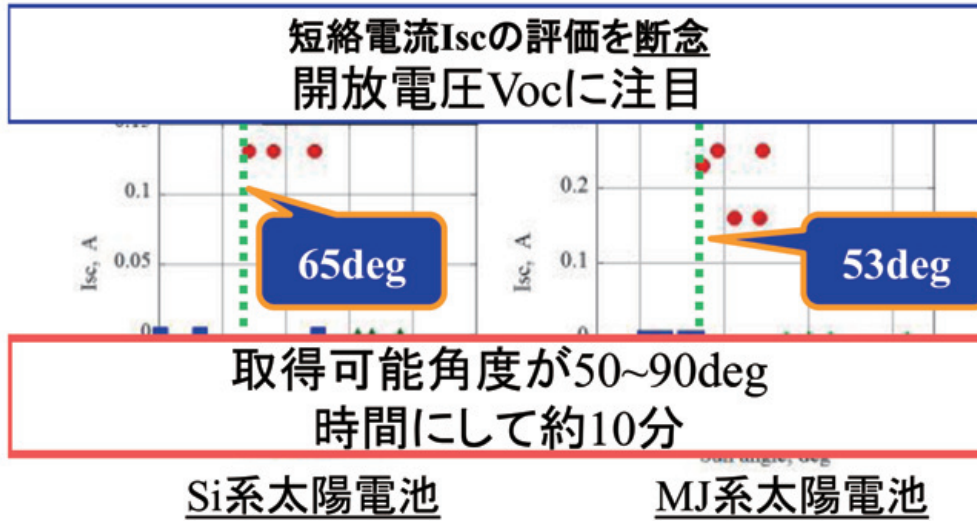 短絡電流Iscの評価を断念
開放電圧Vocに注目
0.1
0.05
0
Isc, A
65deg
0.2
0.1
0
Isc, A
53deg
取得可能角度が50~90deg
時間にして約10分
Si系太陽電池
MJ系太陽電池